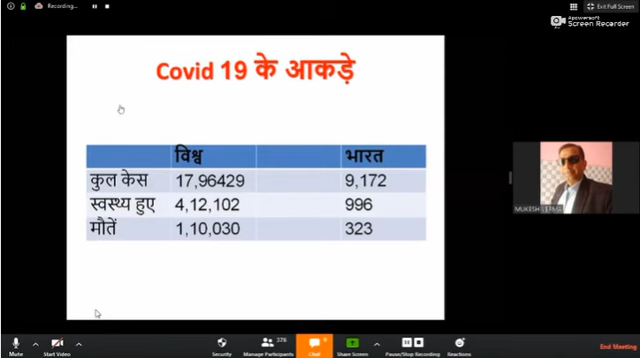 Recording...
Exit Full Screen
Apowersoft
Screen Recorder
Covid 19 के आकड़े
विश्व भारत
कुल केस 17,96429 9,172
स्वस्थ्य हुए 4,12,102 996
मौतें 1,10,030 323
MUKESH VERMA
376
Mute Start Video Security Manage Participants Chat Share Screen Pause/Stop Recording Reactions End Meeting